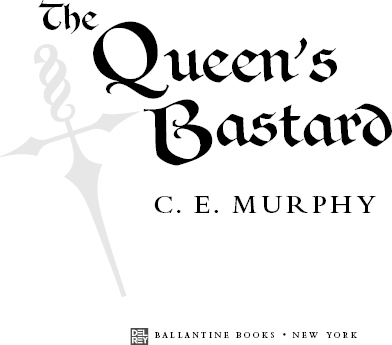 The
Queen's
Bastard
C. E. MURPHY
DEL
REY
BALLANTINE BOOKS • NEW YORK